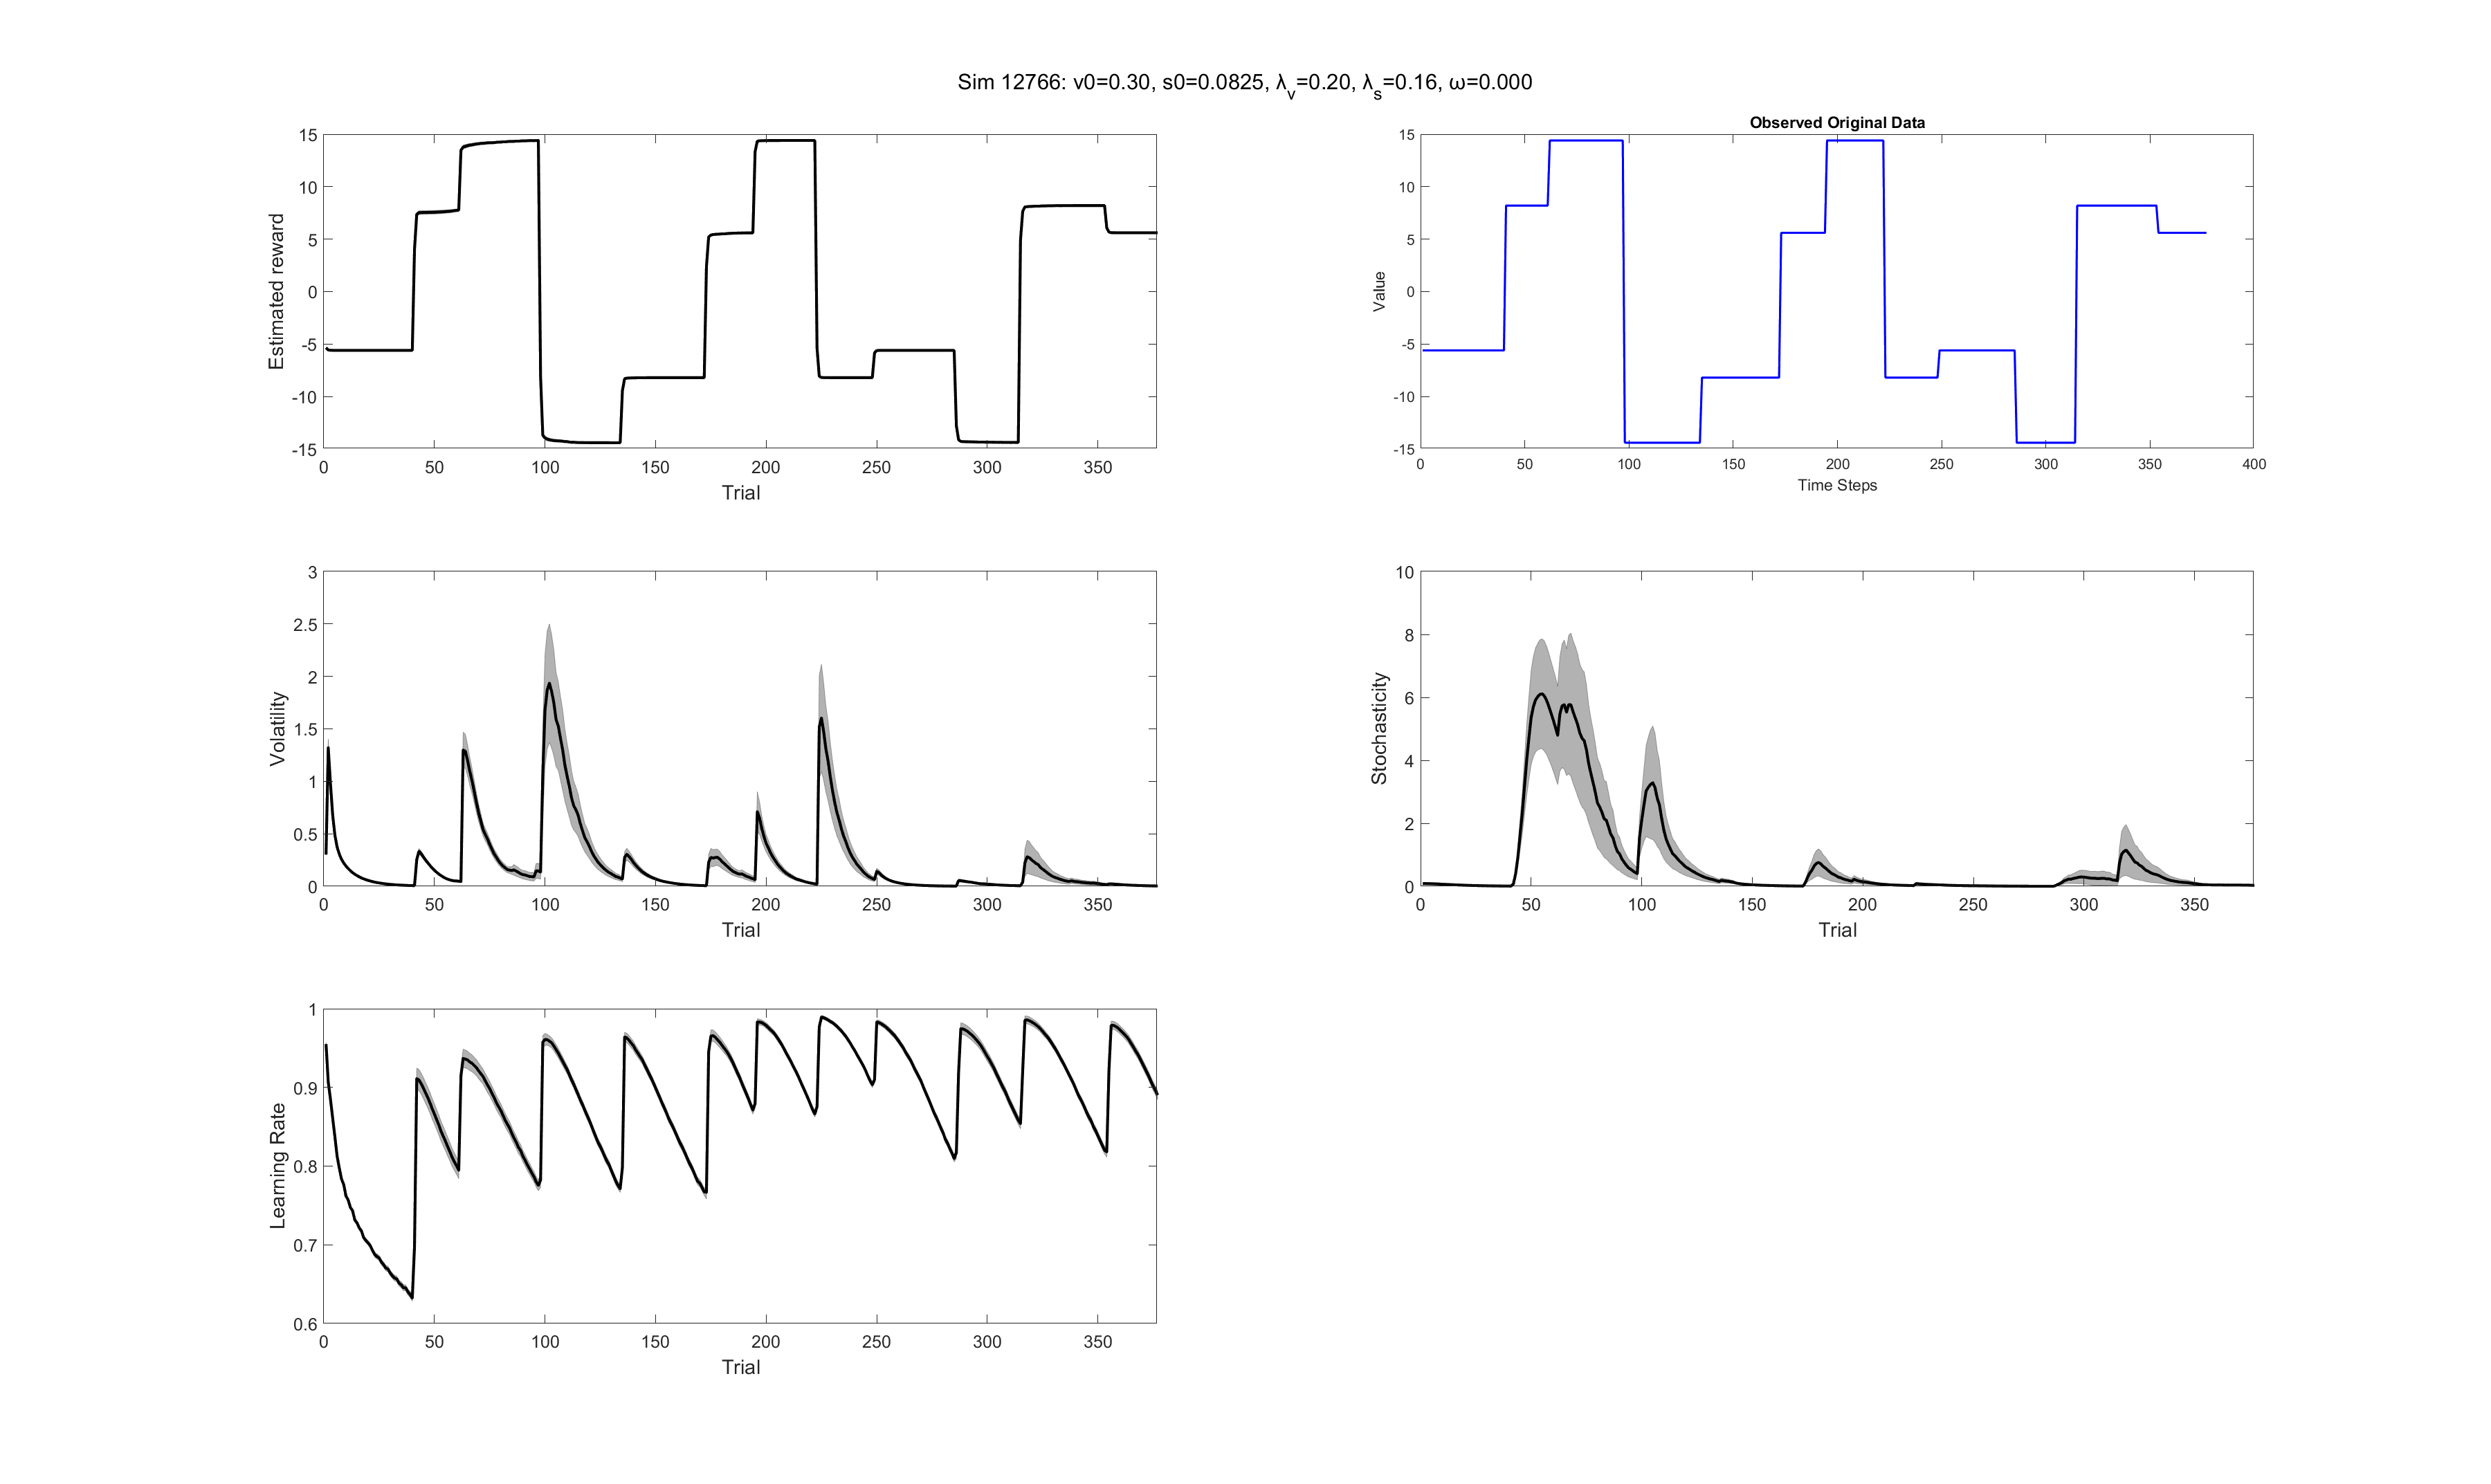 Sim 12766: v0=0.30, s0=0.0825, λv=0.20, λs=0.16, ω=0.000
Estimated reward
15
10
5
0
-5
-10
-15
0 50 100 150 200 250 300 350
Trial
Observed Original Data
Value
15
10
5
0
-5
-10
-15
0 50 100 150 200 250 300 350 400
Time Steps
Volatility
3
2.5
2
1.5
1
0.5
0
0 50 100 150 200 250 300 350
Trial
Stochasticity
10
8
6
4
2
0
0 50 100 150 200 250 300 350
Trial
Learning Rate
1
0.9
0.8
0.7
0.6
0 50 100 150 200 250 300 350
Trial